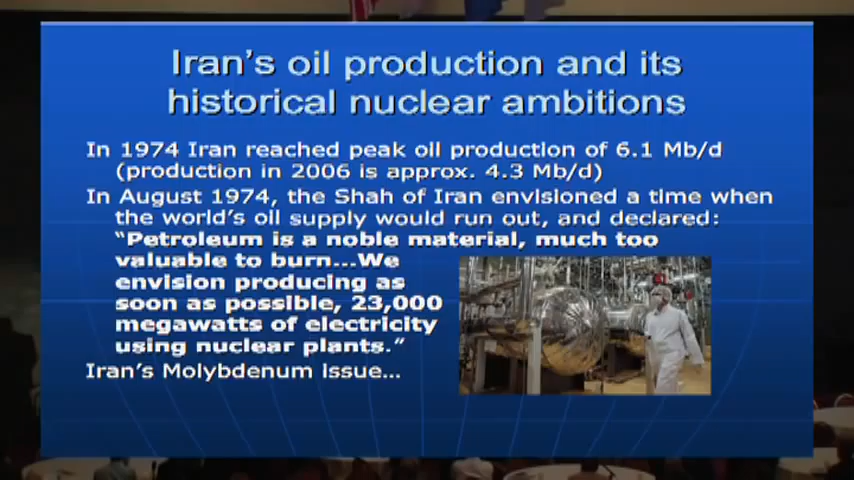 Iran's oil production and its
historical nuclear ambitions
In 1974 Iran reached peak oil production of 6.1 Mb/d
(production in 2006 is approx. 4.3 Mb/d)
In August 1974, the Shah of Iran envisioned a time when
the world's oil supply would run out, and declared:
"Petroleum is a noble material, much too
valuable to burn...We
envision producing as
soon as possible, 23,000
megawatts of electricity
using nuclear plants."
Iran's Molybdenum issue...